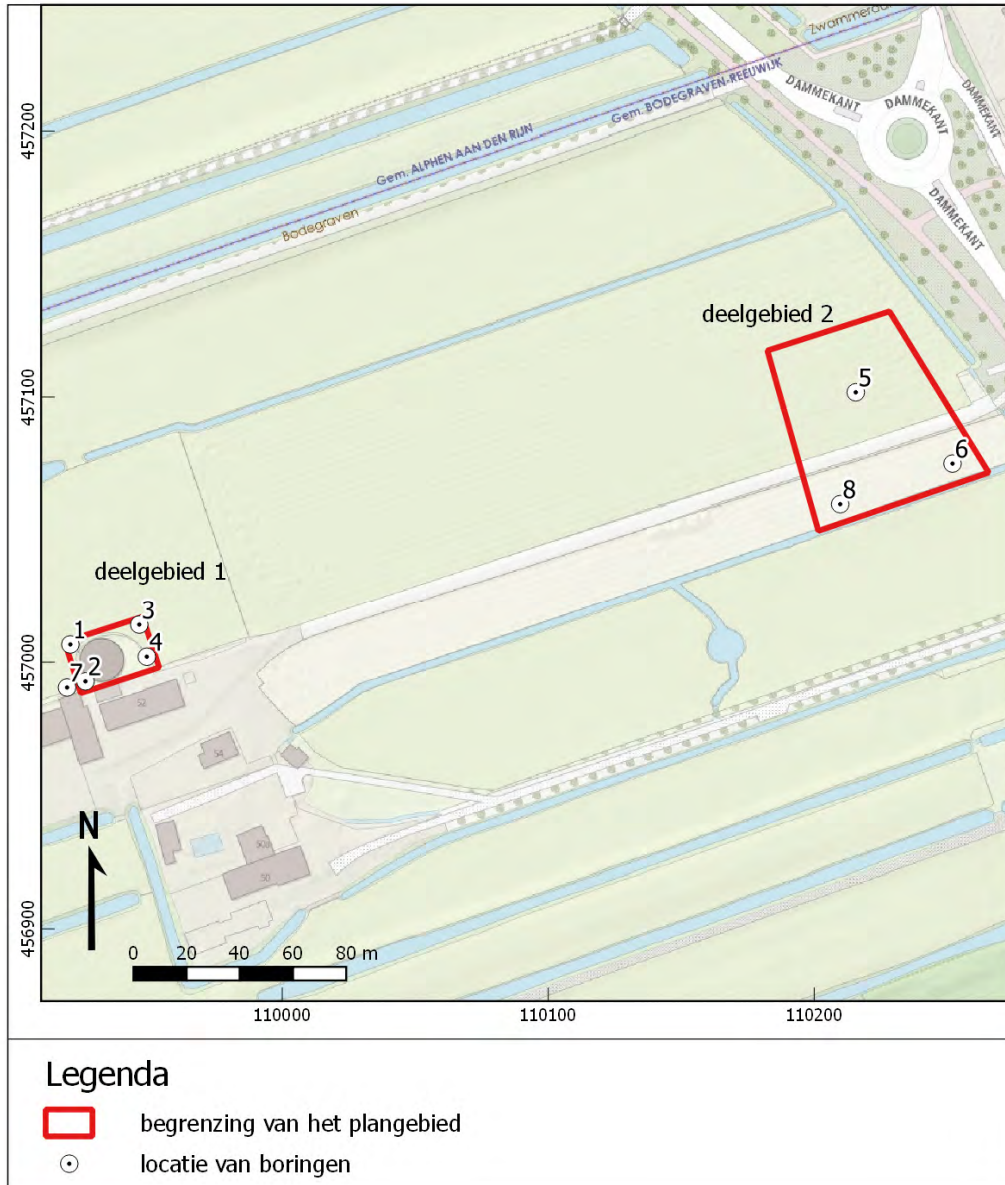 Zwammerda
DAMMEKANT
DAMMEKANT
DAMMEKANT
DAMMEKANT
Gem. BODEGRAVEN-REEUWIJK
Gem. ALPHEN AAN DEN RIJN
Bodegraven
457200
deelgebied 2
457100
5
6
8
deelgebied 1
1
3
4
7
2
457000
52
54
50a
50
N
456900
0 20 40 60 80 m
110000 110100 110200
Legenda
begrenzing van het plangebied
locatie van boringen